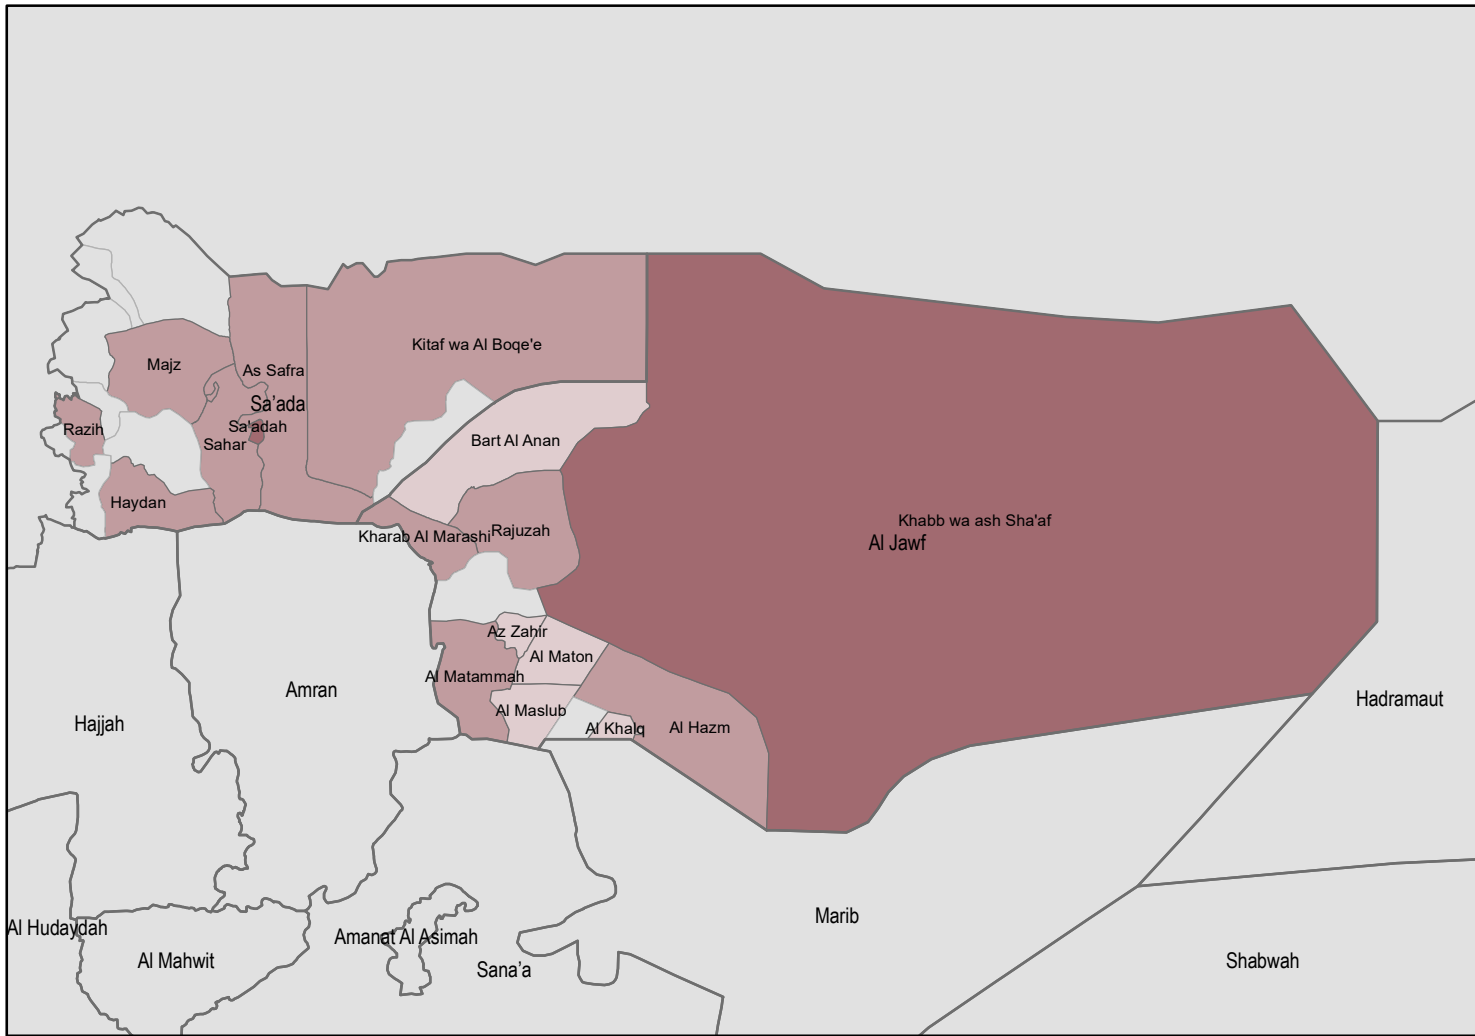 Kitaf wa Al Boqe'e
Majz
As Safra
Sa'ada
Razih
Sa'adah
Sahar
Bart Al Anan
Haydan
Khabb wa ash Sha'af
Rajuzah
Kharab Al Marashi
Al Jawf
Az Zahir
Al Maton
Al Matammah
Amran
Hadramaut
Al Maslub
Hajjah
Al Khalq
Al Hazm
Marib
Al Hudaydah
Amanat Al Asimah
Al Mahwit
Shabwah
Sana'a